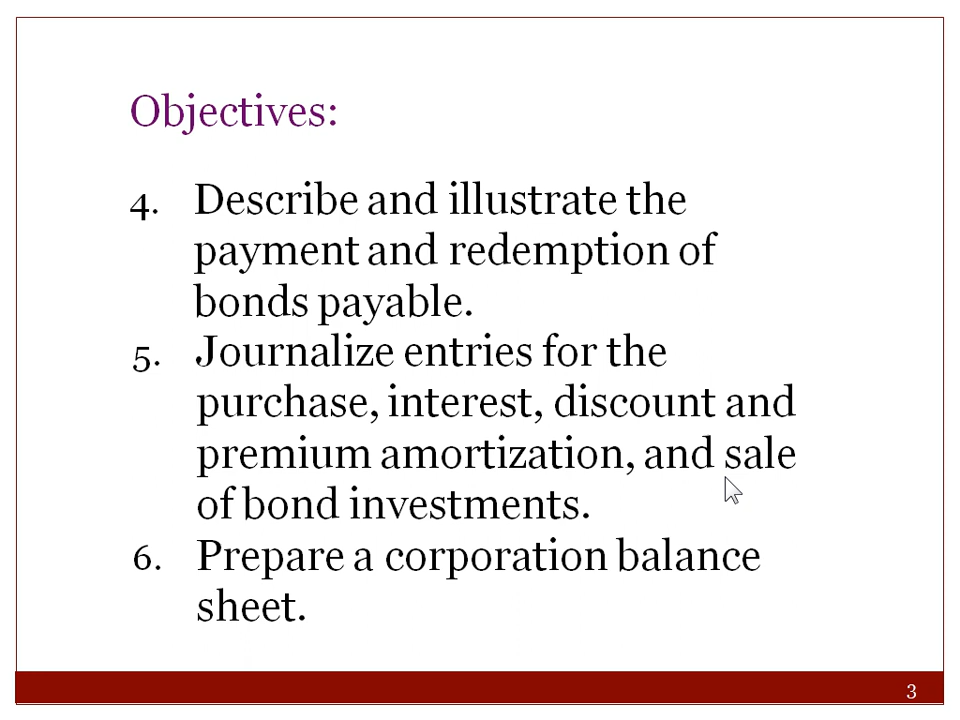 Objectives:
4. Describe and illustrate the
payment and redemption of
bonds payable.
5. Journalize entries for the
purchase, interest, discount and
premium amortization, and sale
of bond investments.
6. Prepare a corporation balance
sheet.
3